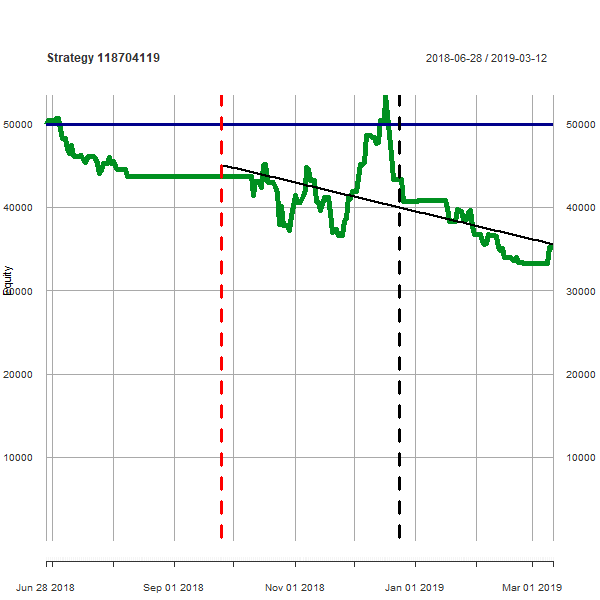 Strategy 118704119
2018-06-28 / 2019-03-12
50000
50000
40000
40000
Equity
30000
30000
20000
20000
10000
10000
Jun 28 2018
Sep 01 2018
Nov 01 2018
Jan 01 2019
Mar 01 2019